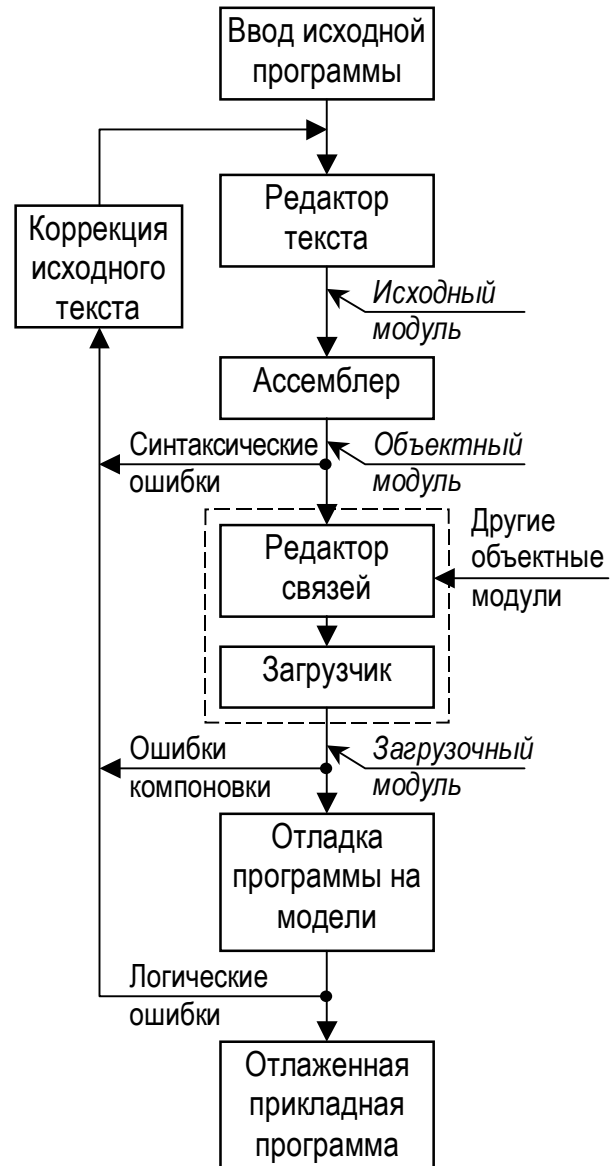 Ввод исходной
программы
Редактор
текста
Коррекция
исходного
текста
Исходный
модуль
Ассемблер
Синтаксические
ошибки
Объектный
модуль
Редактор
связей
Другие
объектные
модули
Загрузчик
Ошибки
компоновки
Загрузочный
модуль
Отладка
программы на
модели
Логические
ошибки
Отлаженная
прикладная
программа